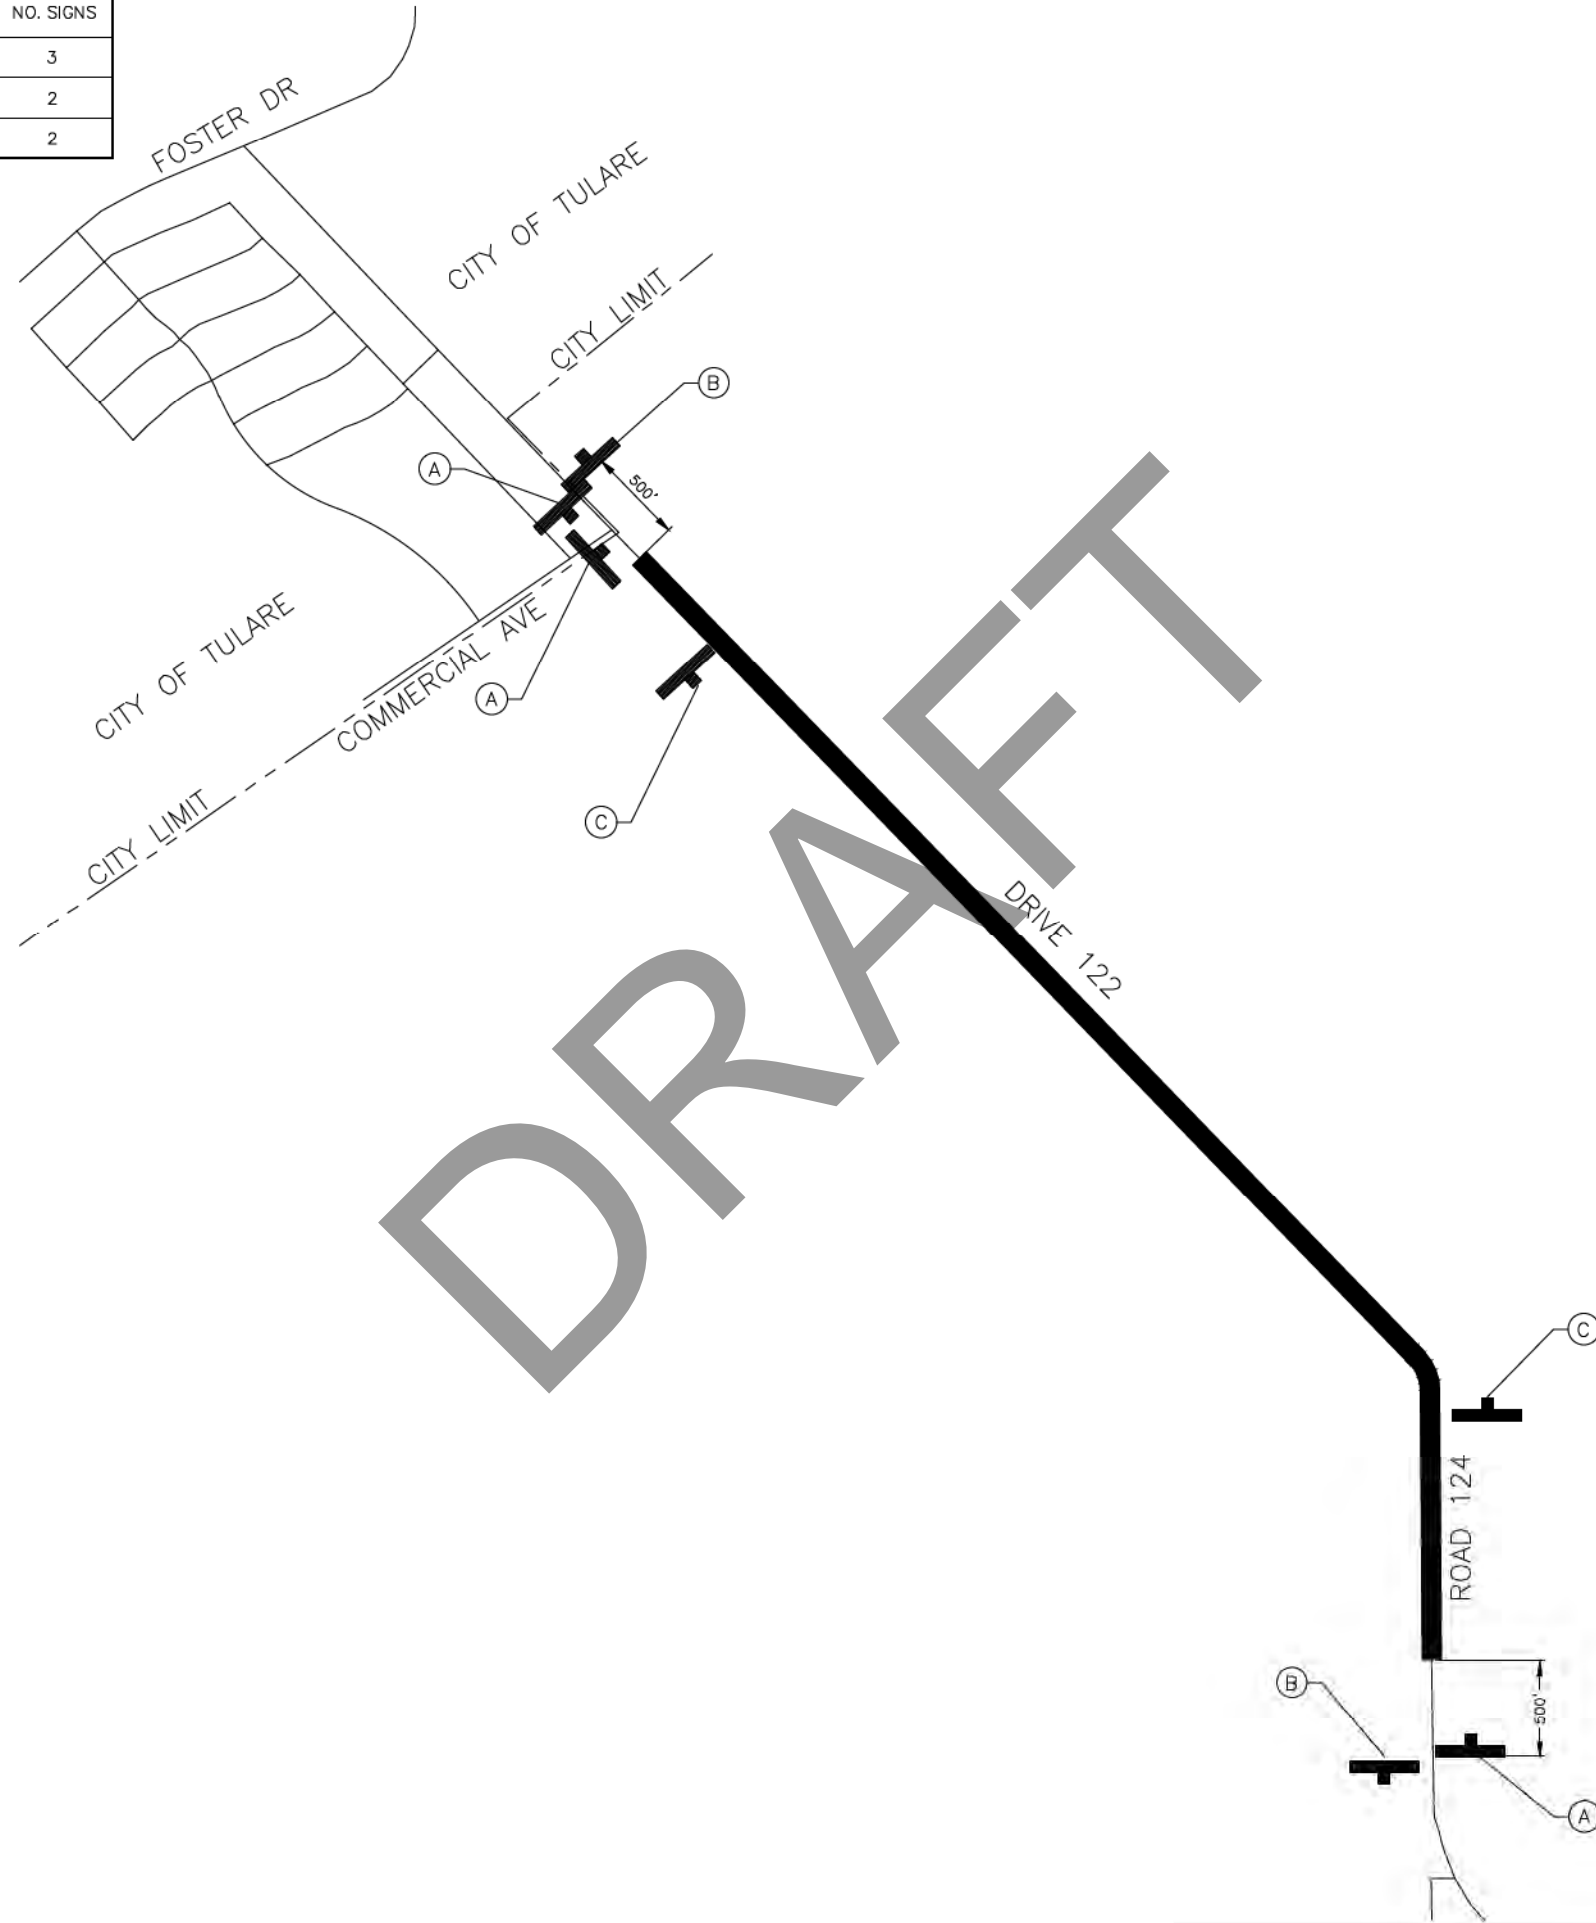 NO. SIGNS
3
2
2
FOSTER DR
CITY OF TULARE
CITY LIMIT
B
A
500'
CITY OF TULARE
COMMERCIAL AVE
A
CITY LIMIT
C
DRIVE 122
DRAFT
C
ROAD 124
B
500'
A